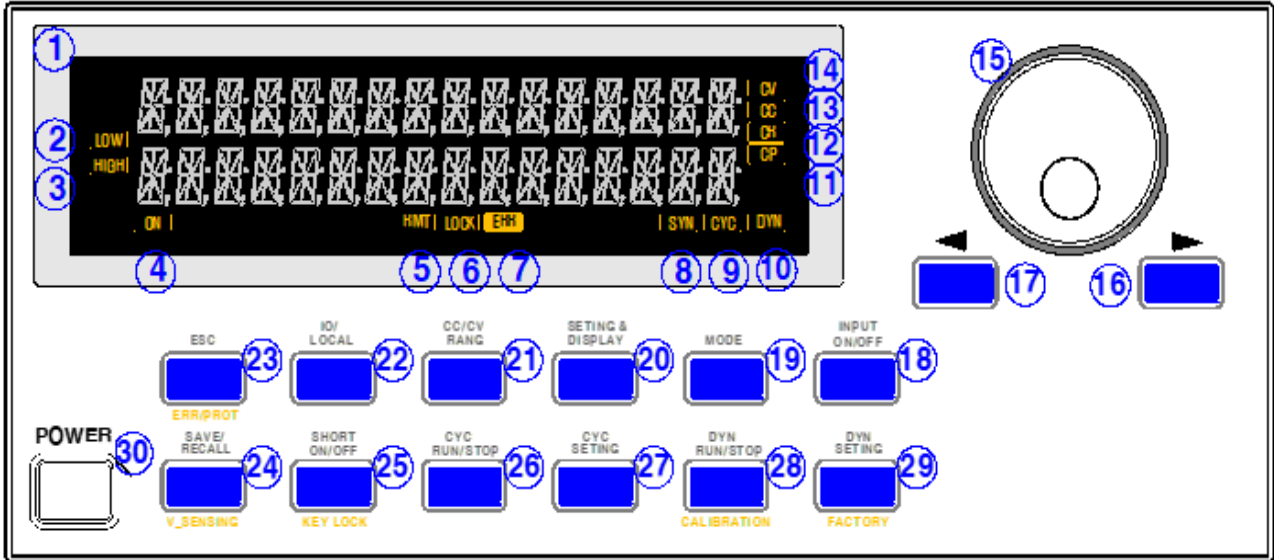 1
14
CV
13
CC
2
LOW
CH
12
HIGH
CP
3
11
ON
RMT
LOCK
ERR
SYN
CYC
DYN
4
5
6
7
8
9
10
15
17
16
ESC
IO/
LOCAL
CC/CV
RANG
SETING &
DISPLAY
MODE
INPUT
ON/OFF
23
22
21
20
19
18
ERR/PROT
POWER
30
SAVE/
RECALL
SHORT
ON/OFF
CYC
RUN/STOP
CYC
SETING
DYN
RUN/STOP
DYN
SETING
24
25
26
27
28
29
V_SENSING
KEY LOCK
CALIBRATION
FACTORY